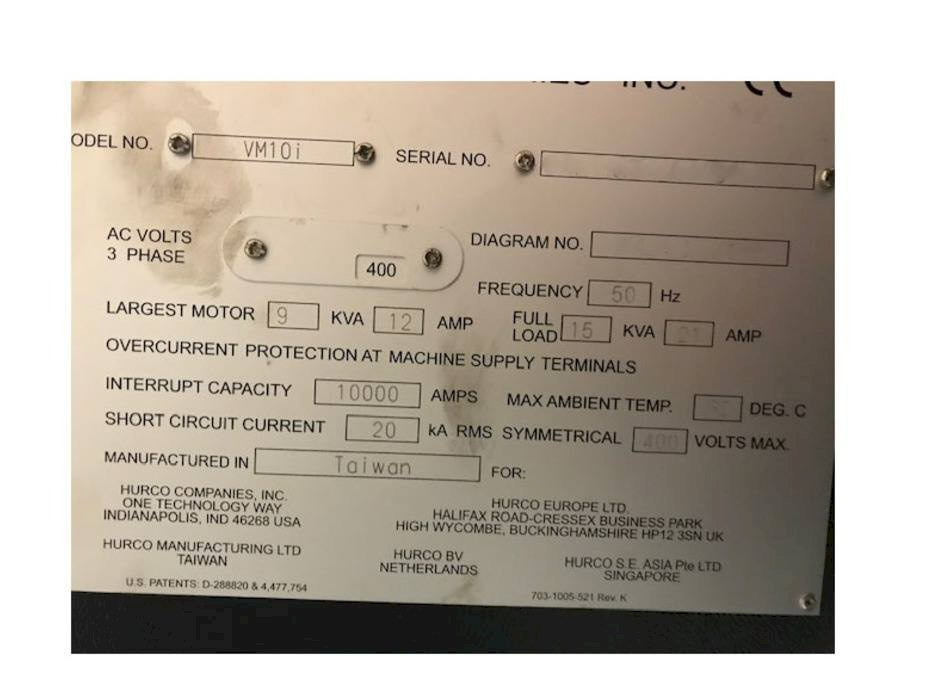 INC.
ODEL NO. VM10i SERIAL NO.
AC VOLTS
3 PHASE
400
DIAGRAM NO.
FREQUENCY 50 Hz
LARGEST MOTOR 9 KVA 12 AMP
FULL
LOAD 15 KVA 21 AMP
OVERCURRENT PROTECTION AT MACHINE SUPPLY TERMINALS
INTERRUPT CAPACITY 10000 AMPS MAX AMBIENT TEMP. DEG. C
SHORT CIRCUIT CURRENT 20 kA RMS SYMMETRICAL 400 VOLTS MAX.
MANUFACTURED IN Taiwan FOR:
HURCO COMPANIES, INC.
ONE TECHNOLOGY WAY
INDIANAPOLIS, IND 46268 USA
HURCO EUROPE LTD.
HALIFAX ROAD-CRESSEX BUSINESS PARK
HIGH WYCOMBE, BUCKINGHAMSHIRE HP12 3SN UK
HURCO MANUFACTURING LTD
TAIWAN
HURCO BV
NETHERLANDS
HURCO S.E. ASIA Pte LTD
SINGAPORE
U.S. PATENTS: D-288820 & 4,477,754
703-1005-521 Rev. K